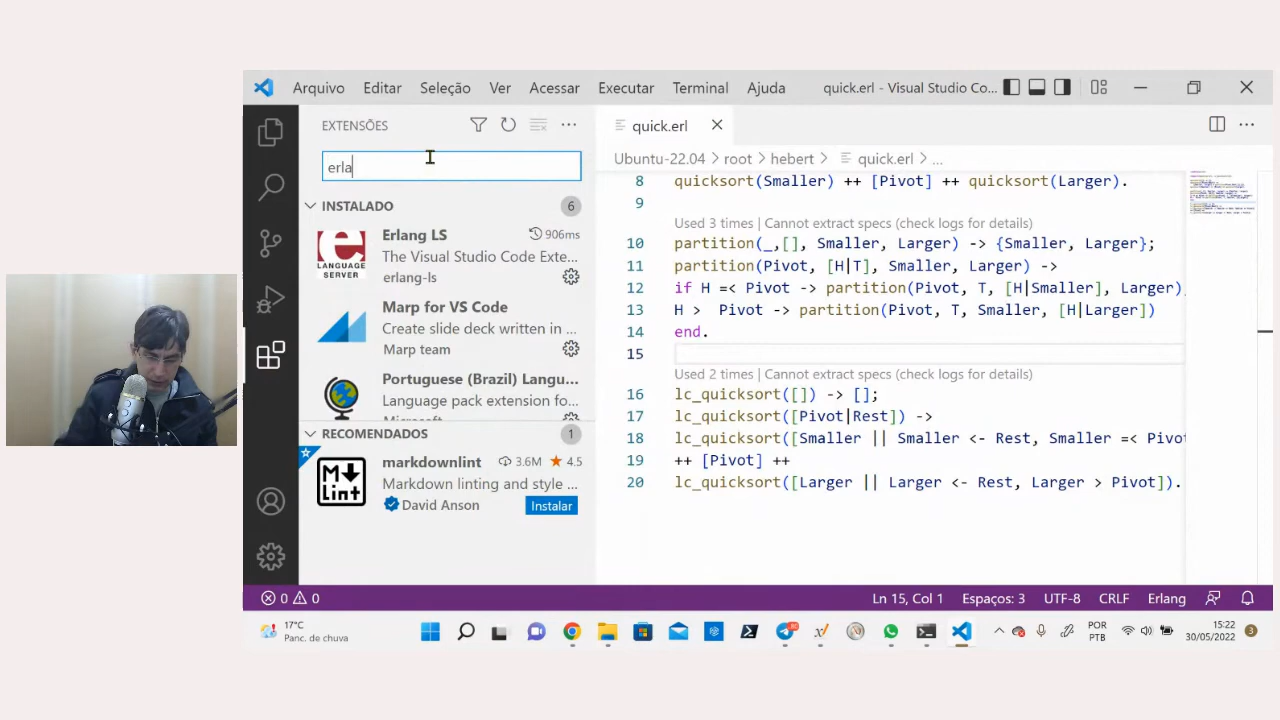 Arquivo Editar Seleção Ver Acessar Executar Terminal Ajuda quick.erl - Visual Studio Co...
EXTENSÕES
erla
INSTALADO 6
e
LANGUAGE
SERVER
Erlang LS 906ms
The Visual Studio Code Exte...
erlang-ls
Marp for VS Code
Create slide deck written in ...
Marp team
Portuguese (Brazil) Langu...
Language pack extension fo...
Microsoft
RECOMENDADOS 1
M Lint
markdownlint 3.6M 4.5
Markdown linting and style ...
David Anson Instalar
quick.erl
Ubuntu-22.04 > root > hebert > quick.erl > ...
8 quicksort(Smaller) ++ [Pivot] ++ quicksort(Larger).
9
Used 3 times | Cannot extract specs (check logs for details)
10 partition(_,[], Smaller, Larger) -> {Smaller, Larger};
11 partition(Pivot, [H|T], Smaller, Larger) ->
12 if H =< Pivot -> partition(Pivot, T, [H|Smaller], Larger)
13 H > Pivot -> partition(Pivot, T, Smaller, [H|Larger])
14 end.
15
Used 2 times | Cannot extract specs (check logs for details)
16 lc_quicksort([]) -> [];
17 lc_quicksort([Pivot|Rest]) ->
18 lc_quicksort([Smaller || Smaller <- Rest, Smaller =< Pivo
19 ++ [Pivot] ++
20 lc_quicksort([Larger || Larger <- Rest, Larger > Pivot]).
0 0 Ln 15, Col 1 Espaços: 3 UTF-8 CRLF Erlang
17°C
Panc. de chuva
POR
PTB
15:22
30/05/2022
3